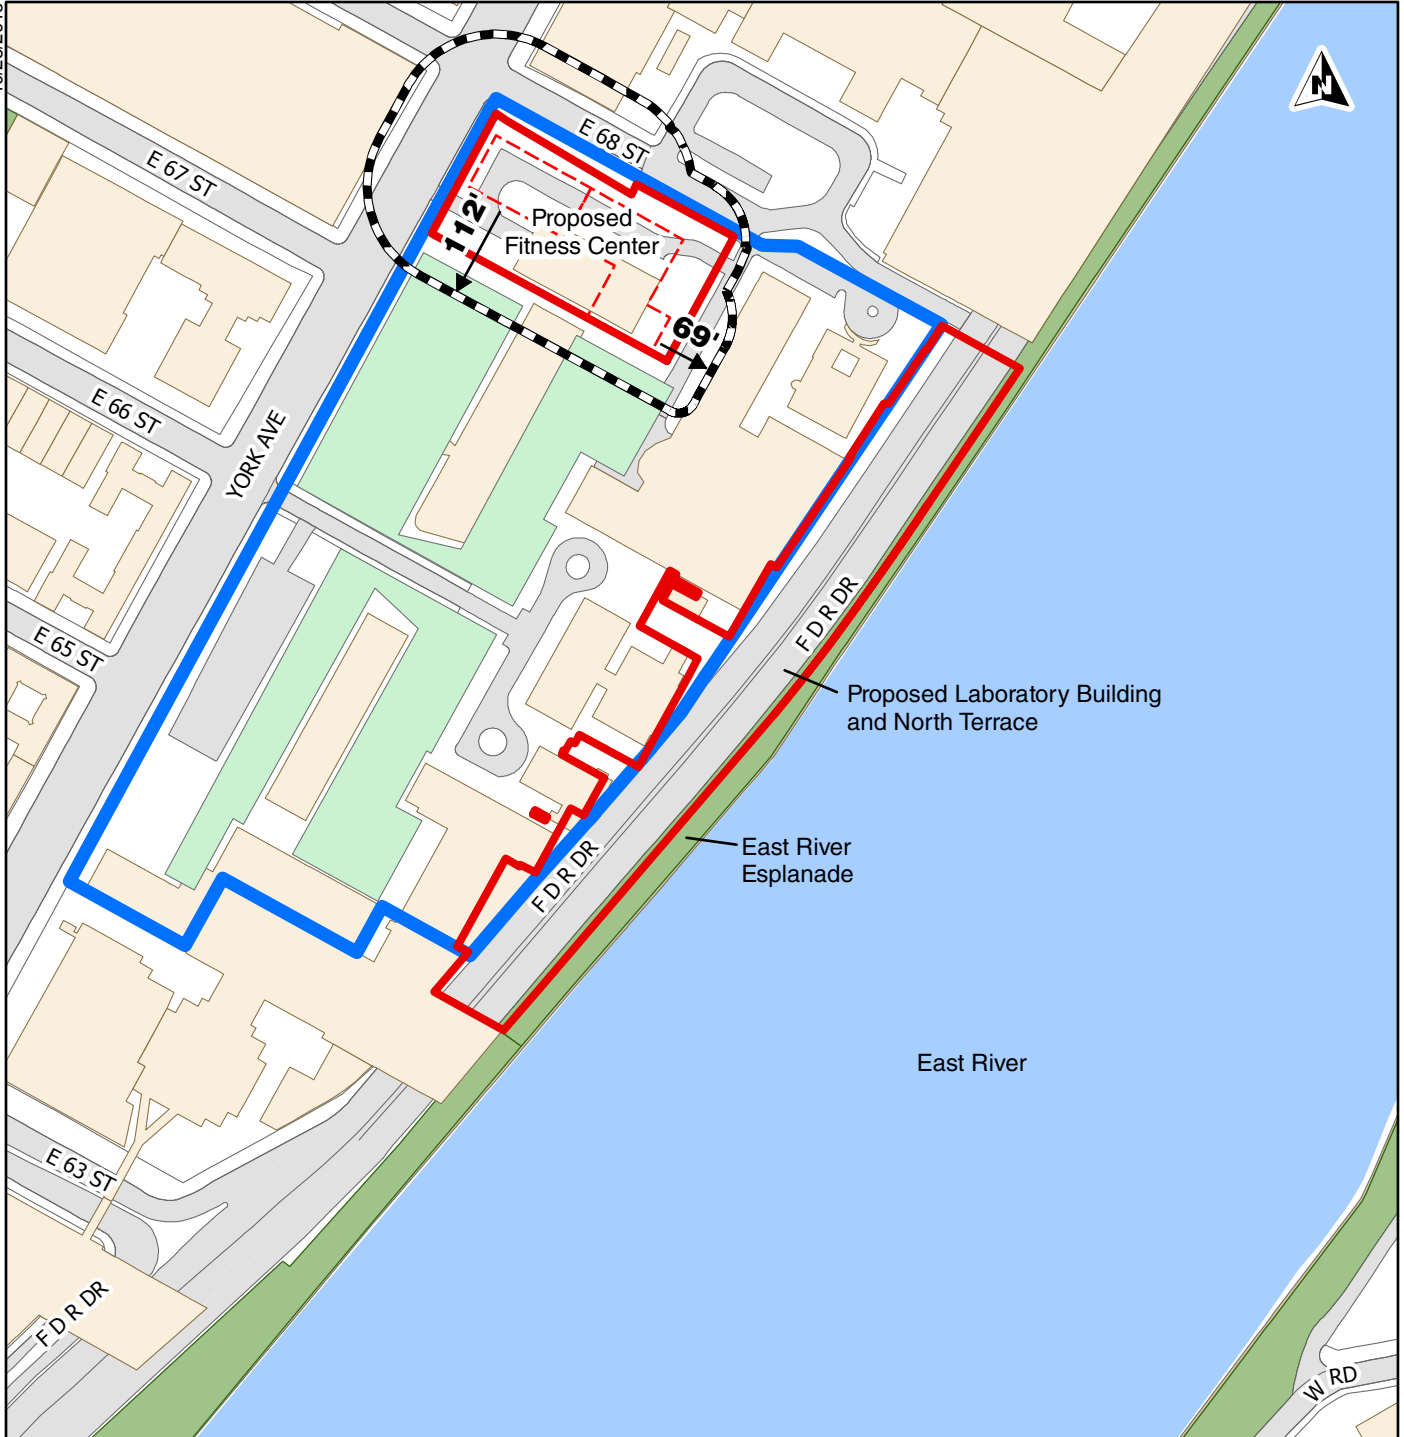 N
E 68 ST
E 67 ST
112'
Proposed
Fitness Center
69'
E 66 ST
YORK AVE
F D R DR
E 65 ST
Proposed Laboratory Building
and North Terrace
East River
Esplanade
F D R DR
East River
E 63 ST
F D R DR
W RD